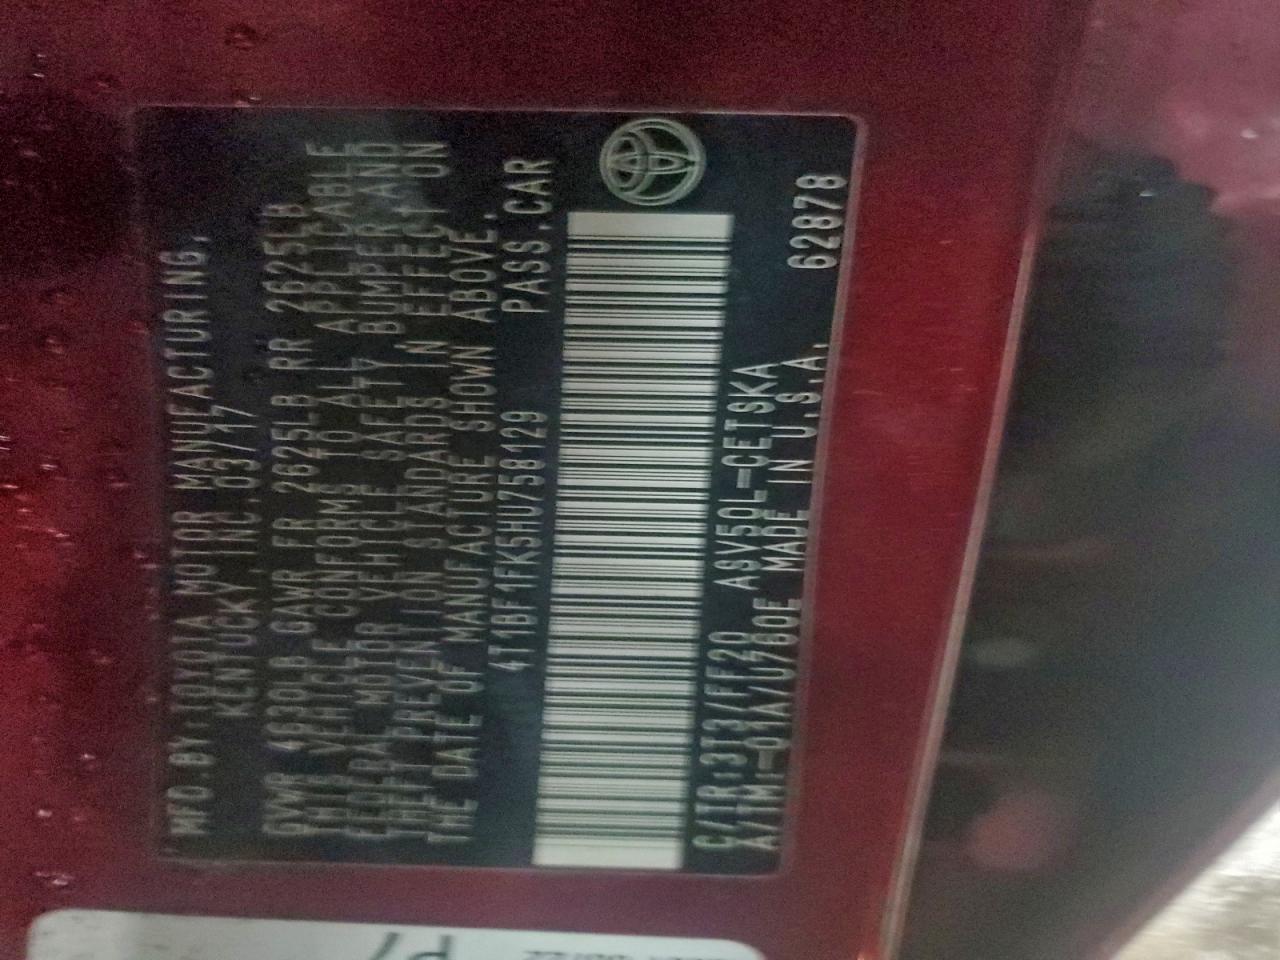 MFD.BY:TOYOTA MOTOR MANUFACTURING,
KENTUCKY,INC.03/17
GVWR 4930LB GAWR FR 2625LB RR 2625LB
THIS VEHICLE CONFORMS TO ALL APPLICABLE
FEDERAL MOTOR VEHICLE SAFETY,BUMPER,AND
THEFT PREVENTION STANDARDS IN EFFECT ON
THE DATE OF MANUFACTURE SHOWN ABOVE.
4T1BF1FK5HU758129 PASS.CAR
C/TR:3T3/FF20 ASV50L-CETSKA
A/TM:-01A/U760E MADE IN U.S.A. 62878